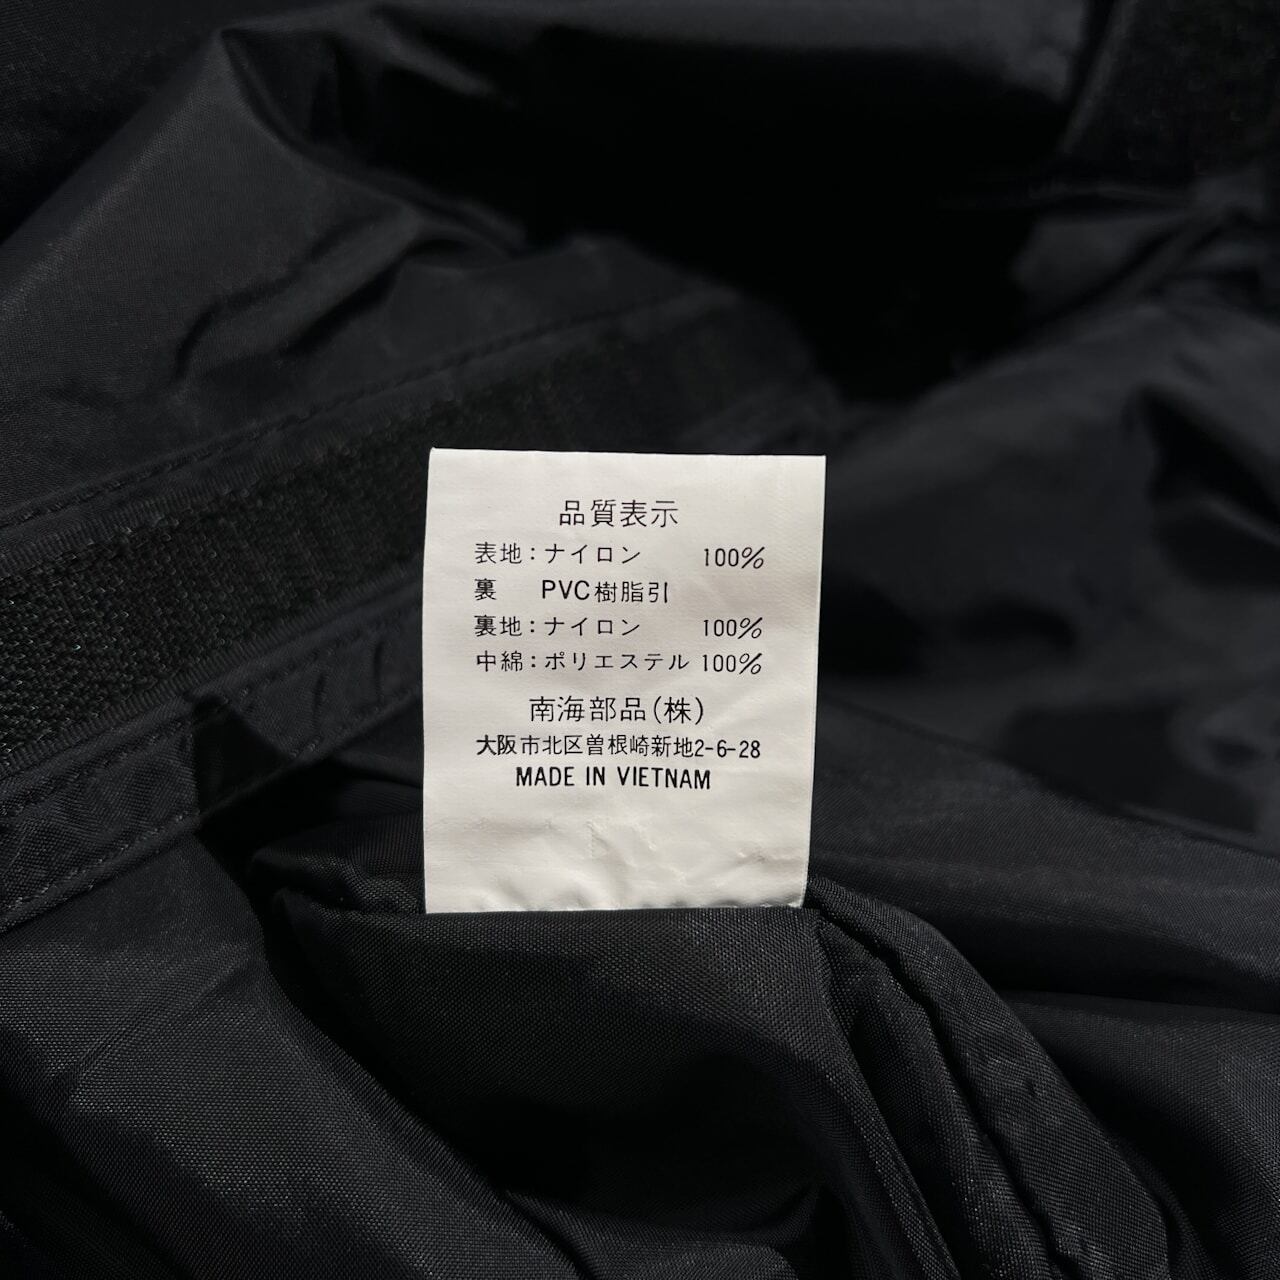 品質表示
表地：ナイロン 100%
裏 PVC樹脂引
裏地：ナイロン 100%
中綿：ポリエステル 100%
南海部品(株)
大阪市北区曽根崎新地2-6-28
MADE IN VIETNAM